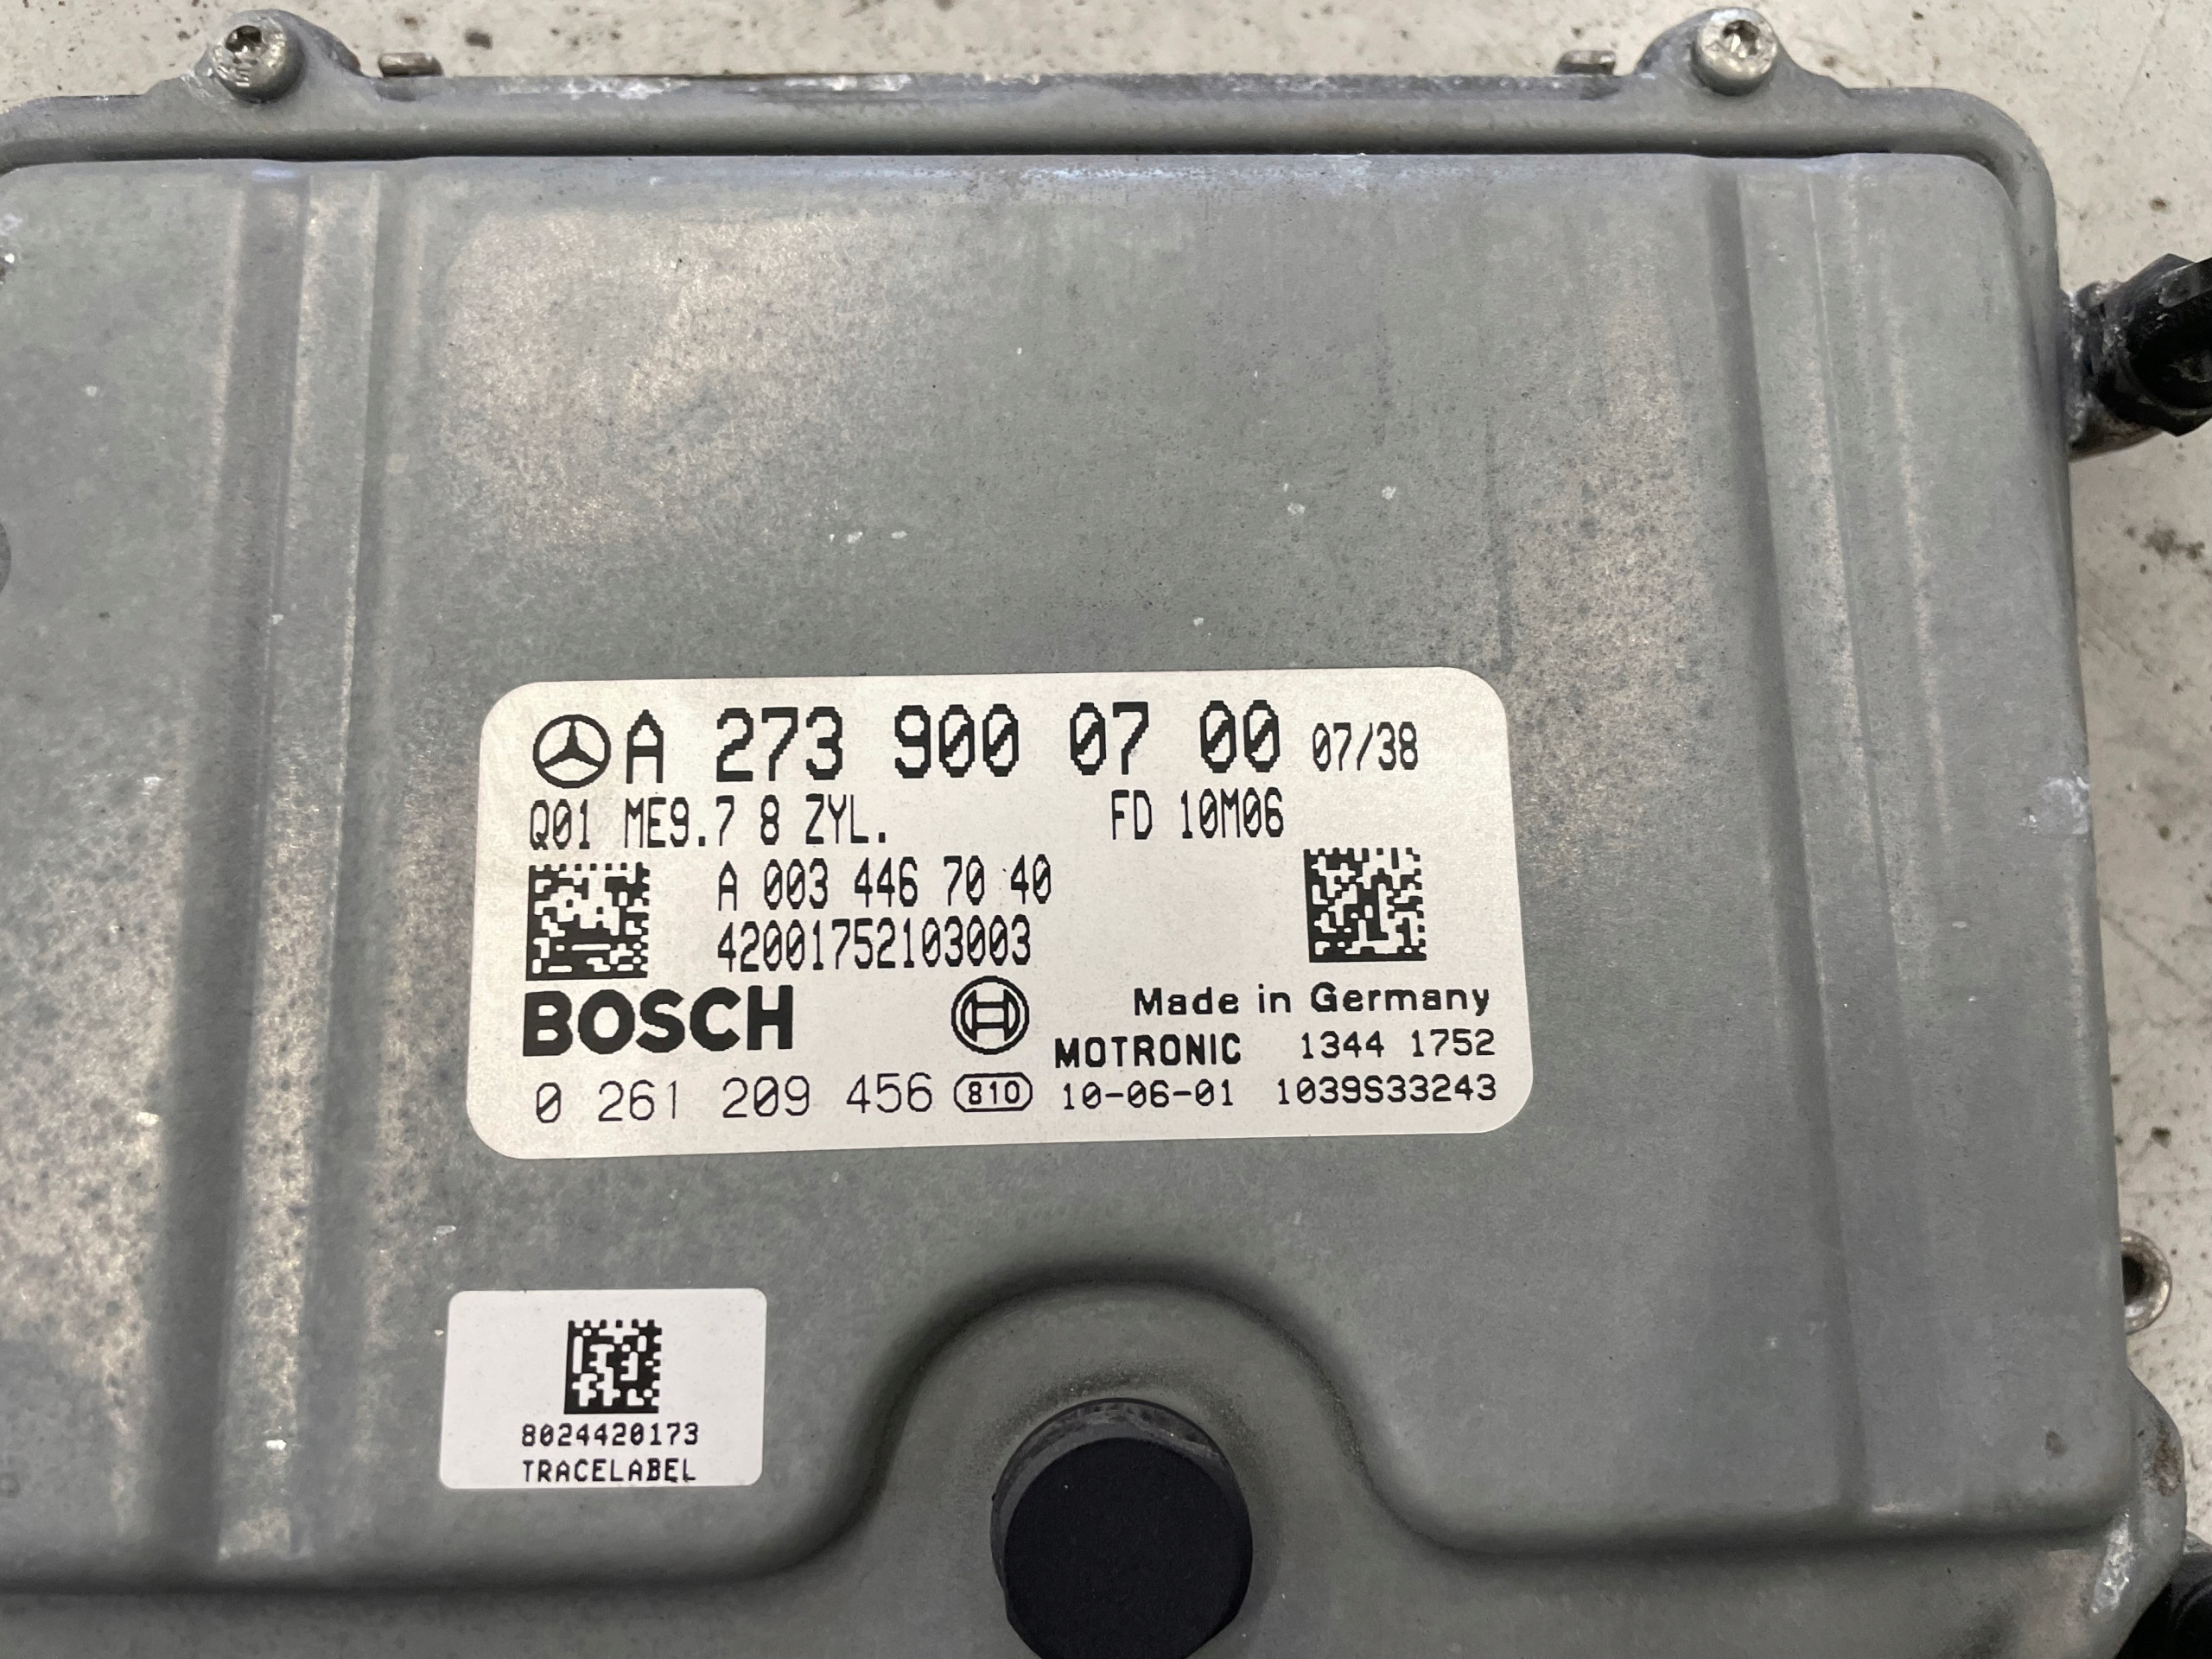 A 273 900 07 00 07/38
Q01 ME9.7 8 ZYL. FD 10M06
A 003 446 70 40
42001752103003
BOSCH Made in Germany
MOTRONIC 1344 1752
0 261 209 456 810 10-06-01 1039S33243
8024420173
TRACELABEL